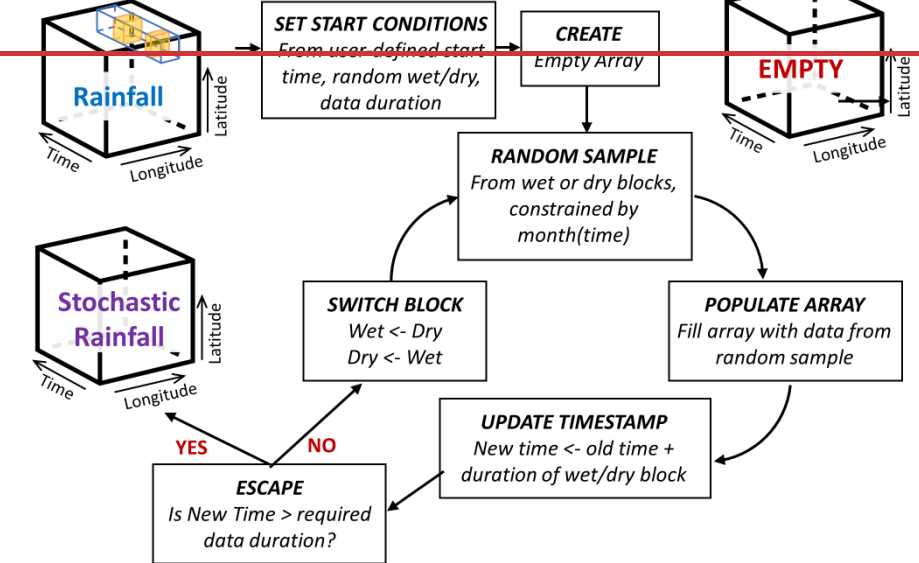 Rainfall
Time
Longitude
Latitude
SET START CONDITIONS
From user-defined start
time, random wet/dry,
data duration
CREATE
Empty Array
EMPTY
Time
Longitude
Latitude
RANDOM SAMPLE
From wet or dry blocks,
constrained by
month(time)
POPULATE ARRAY
Fill array with data from
random sample
UPDATE TIMESTAMP
New time <- old time +
duration of wet/dry block
ESCAPE
Is New Time > required
data duration?
YES
NO
SWITCH BLOCK
Wet <- Dry
Dry <- Wet
Stochastic
Rainfall
Time
Longitude
Latitude